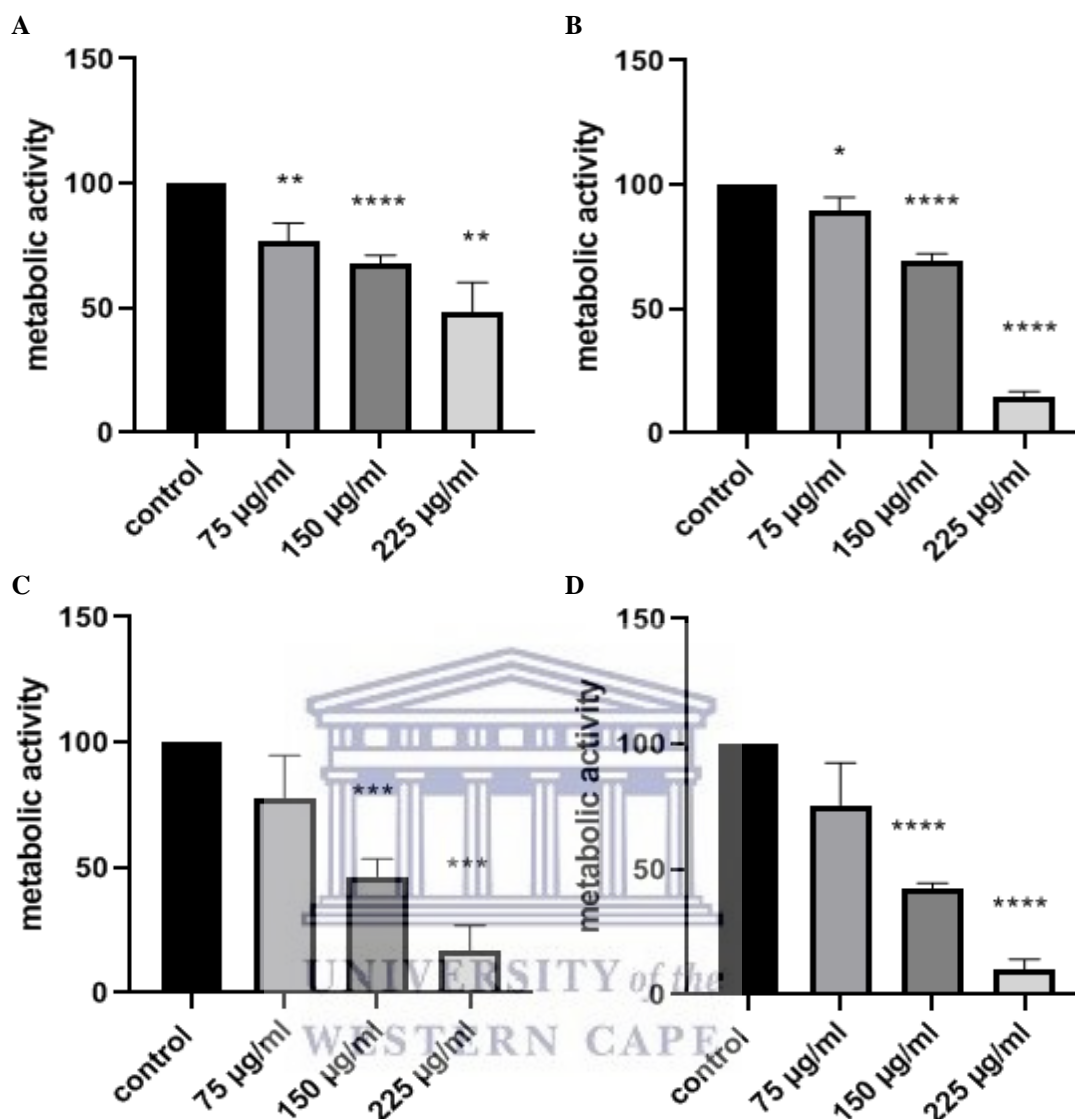 A
150
100
50
0
metabolic activity
**
****
**
control
75 µg/ml
150 µg/ml
225 µg/ml
B
150
100
50
0
metabolic activity
*
****
****
control
75 µg/ml
150 µg/ml
225 µg/ml
C
150
100
50
0
metabolic activity
***
***
control
75 µg/ml
150 µg/ml
225 µg/ml
D
150
100
50
0
metabolic activity
****
****
control
75 µg/ml
150 µg/ml
225 µg/ml
UNIVERSITY of the
WESTERN CAPE